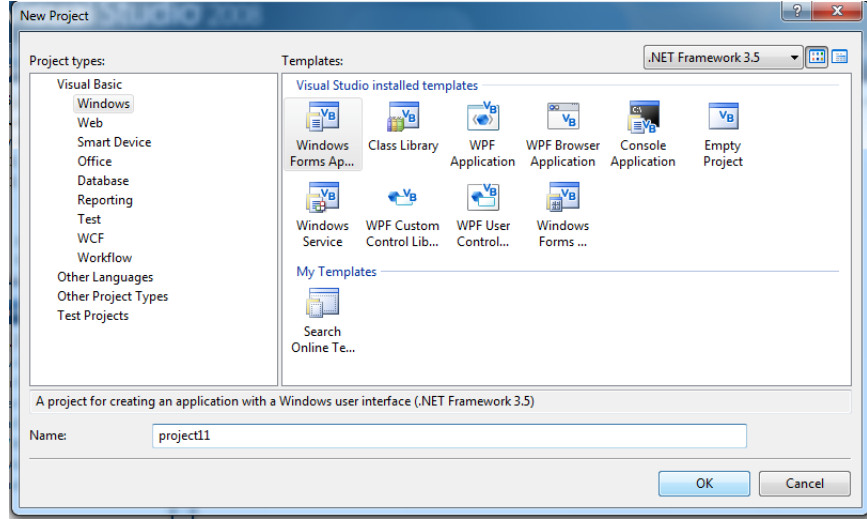 Studio 2008
New Project
Project types:
Templates:
.NET Framework 3.5
Visual Basic
Windows
Web
Smart Device
Office
Database
Reporting
Test
WCF
Workflow
Other Languages
Other Project Types
Test Projects
Visual Studio installed templates
Windows Forms Ap...
Class Library
WPF Application
WPF Browser Application
Console Application
Empty Project
Windows Service
WPF Custom Control Lib...
WPF User Control...
Windows Forms ...
My Templates
Search Online Te...
A project for creating an application with a Windows user interface (.NET Framework 3.5)
Name:
project11
OK
Cancel